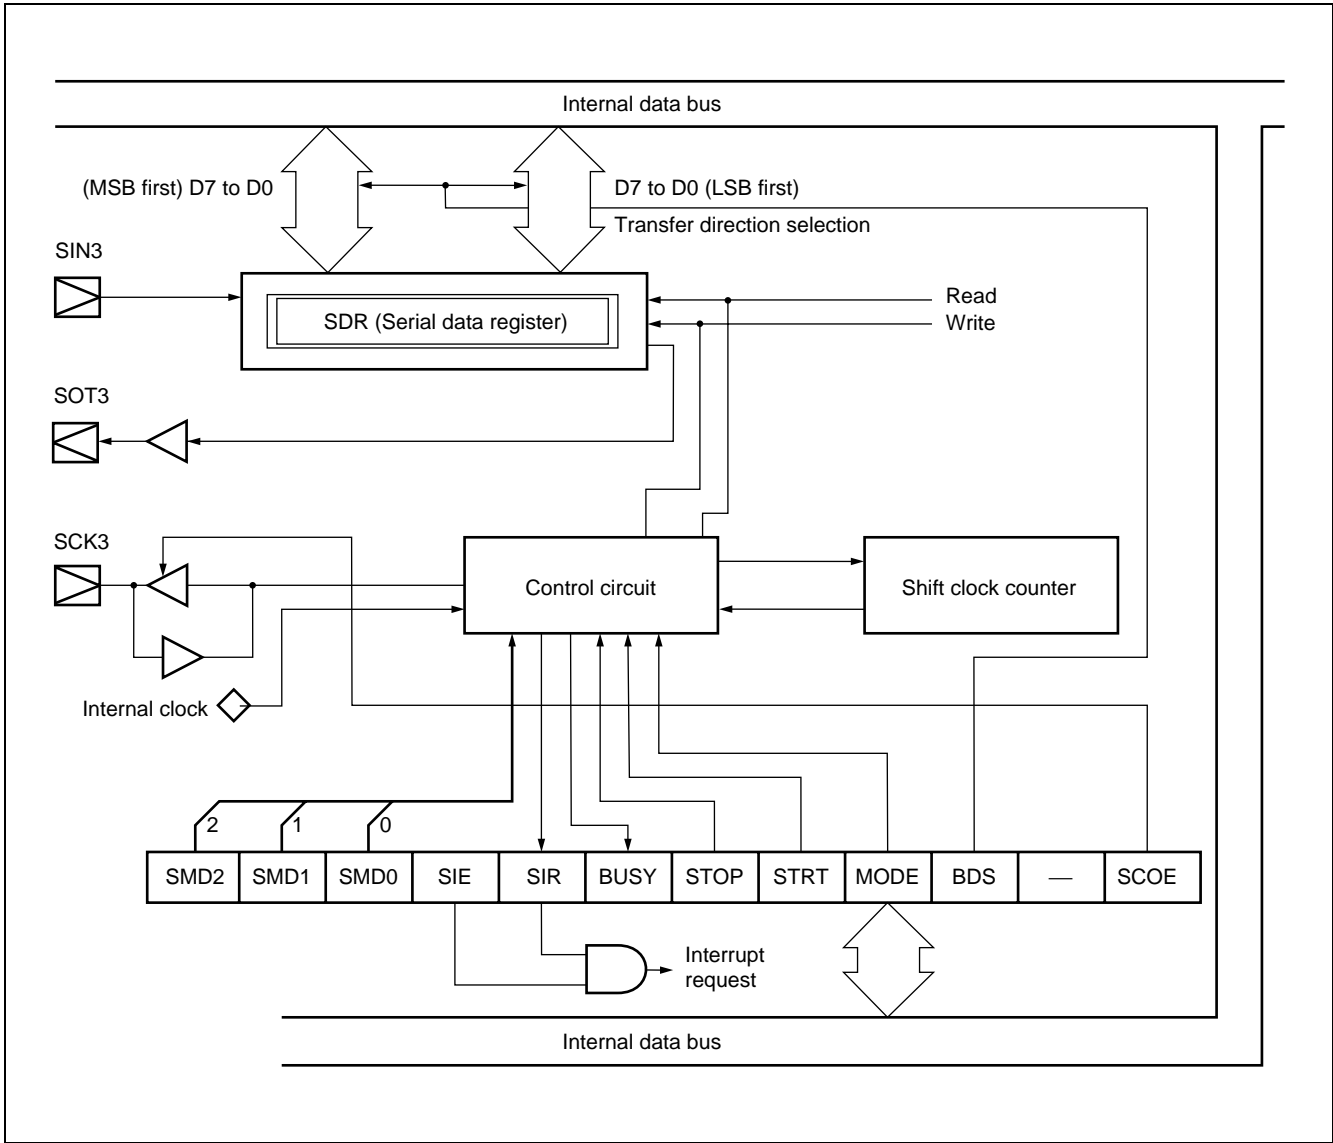 Internal data bus
(MSB first) D7 to D0
D7 to D0 (LSB first)
Transfer direction selection
SIN3
SDR (Serial data register)
Read
Write
SOT3
SCK3
Control circuit
Shift clock counter
Internal clock
2
1
0
SMD2
SMD1
SMD0
SIE
SIR
BUSY
STOP
STRT
MODE
BDS
—
SCOE
Interrupt
request
Internal data bus